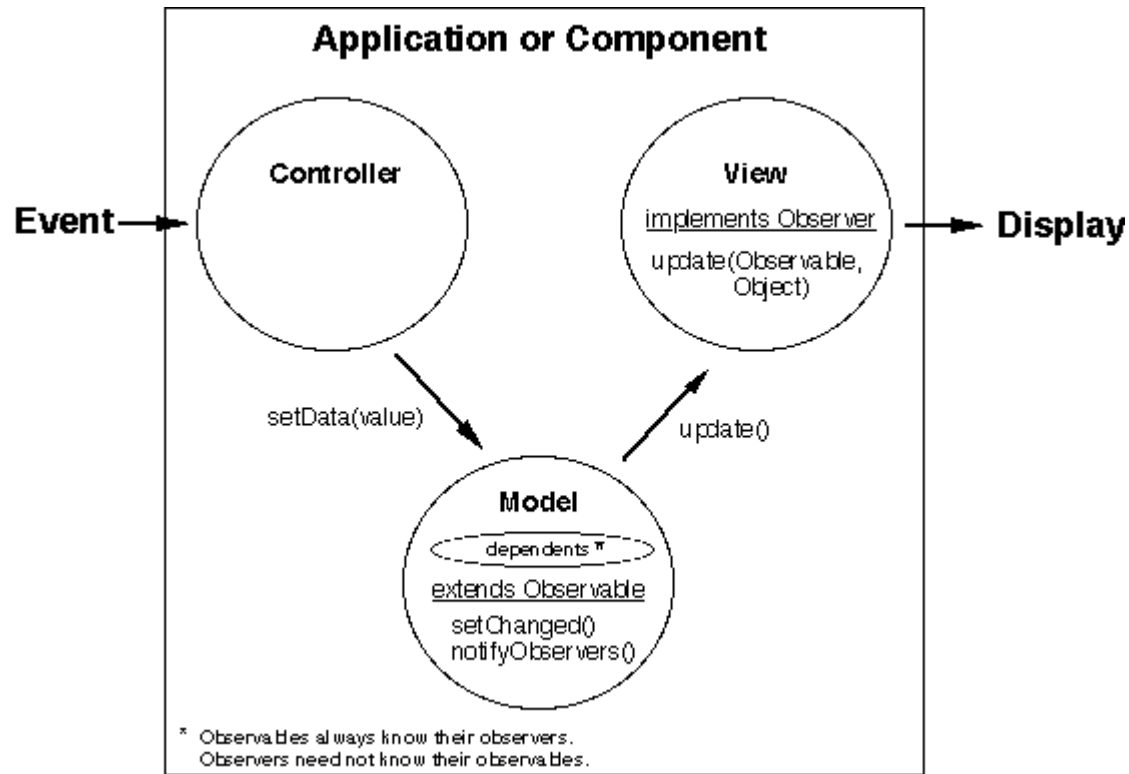 Application or Component
Controller
View
Event
implements Observer
Display
update(Observable,
Object)
setData(value)
update()
Model
dependents *
extends Observable
setChanged()
notifyObservers()
* Observables always know their observers.
Observers need not know their observables.